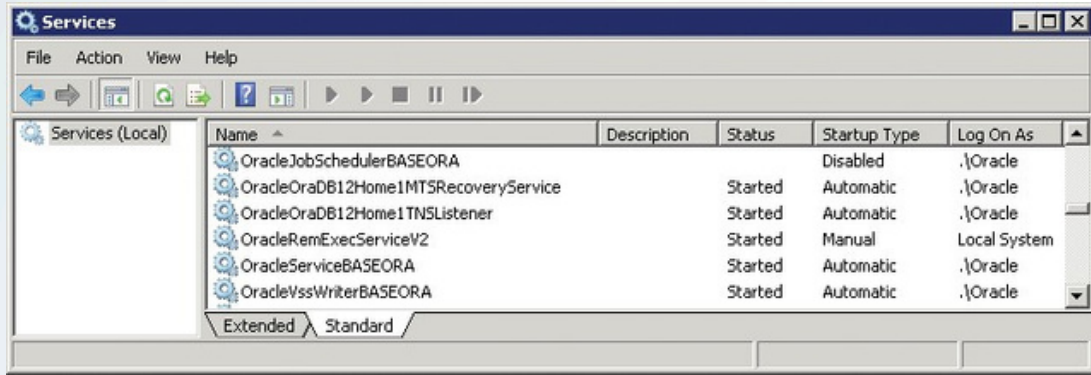 Services
File Action View Help
Services (Local)
Name Description Status Startup Type Log On As
OracleJobSchedulerBASEORA Disabled .\Oracle
OracleOraDB12Home1MTSRecoveryService Started Automatic .\Oracle
OracleOraDB12Home1TNSListener Started Automatic .\Oracle
OracleRemExecServiceV2 Started Manual Local System
OracleServiceBASEORA Started Automatic .\Oracle
OracleVssWriterBASEORA Started Automatic .\Oracle
Extended Standard